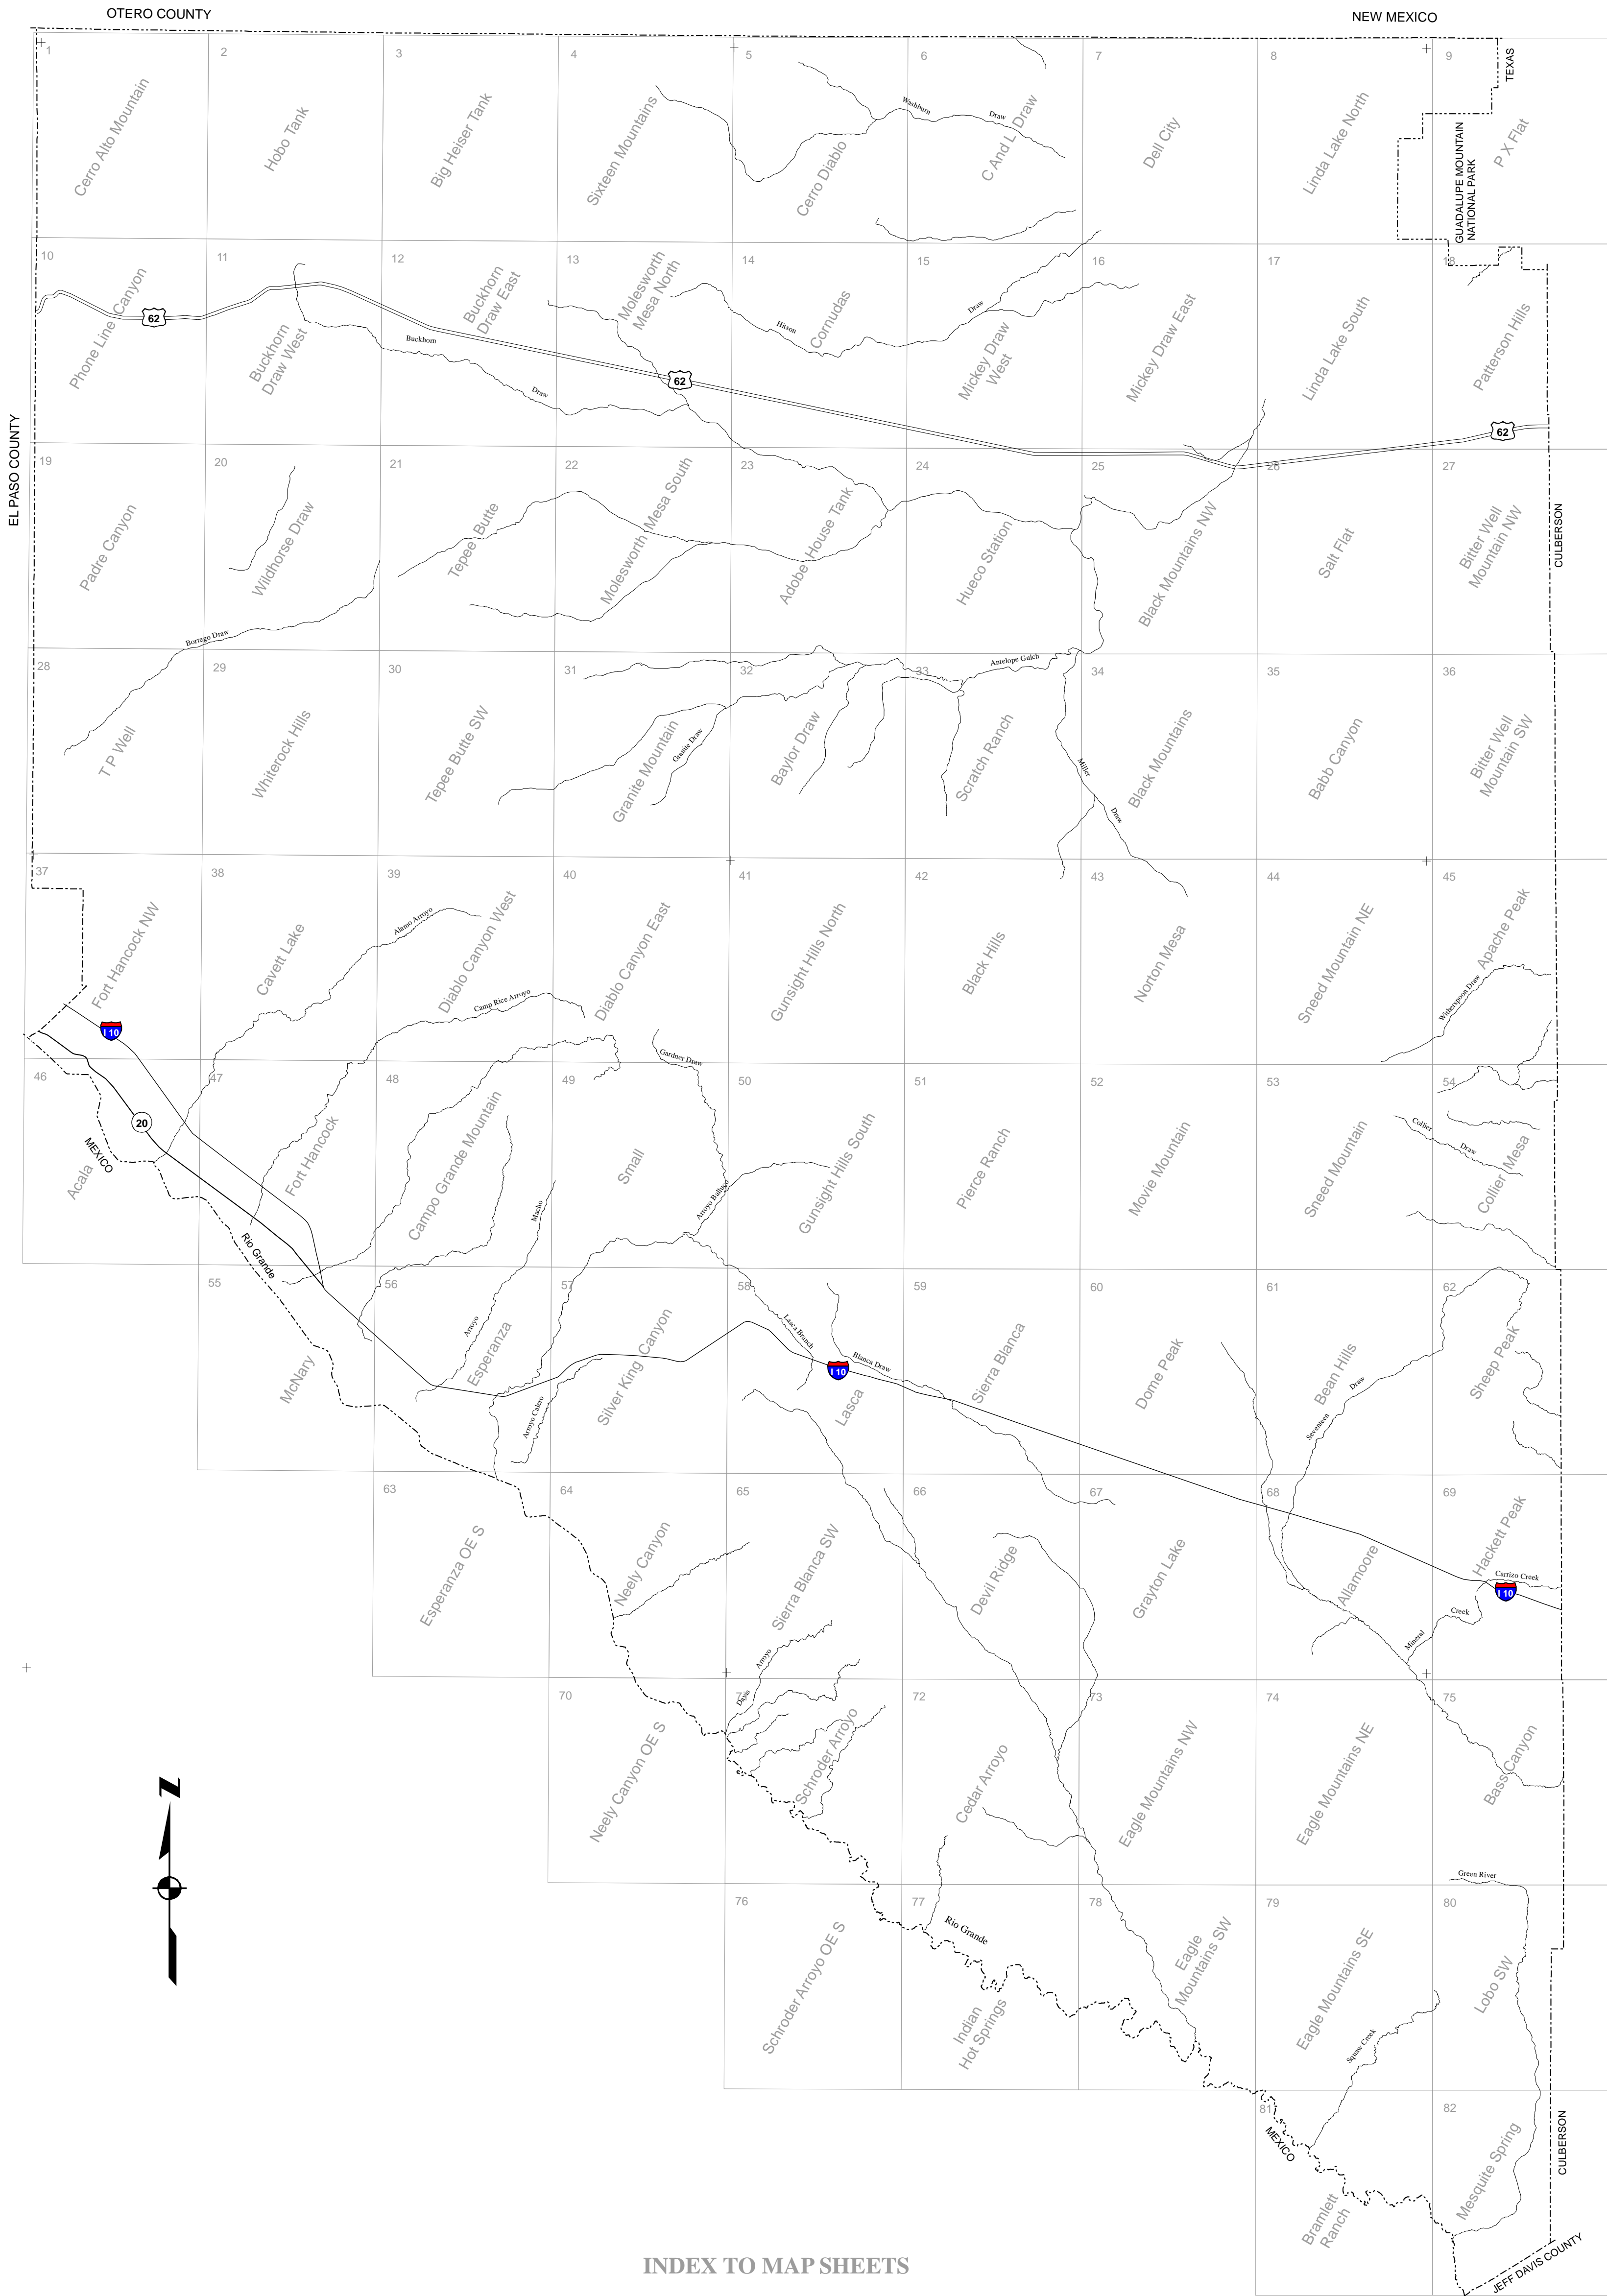 OTERO COUNTY
NEW MEXICO
TEXAS
EL PASO COUNTY
CULBERSON
GUADALUPE MOUNTAIN
NATIONAL PARK
1
Cerro Alto Mountain
2
Hobo Tank
3
Big Heiser Tank
4
Sixteen Mountains
5
Cerro Diablo
6
C And L Draw
Washburn
Draw
7
Dell City
8
Linda Lake North
9
P X Flat
10
Phone Line Canyon
62
11
Buckhorn
Draw West
12
Buckhorn
Draw East
Buckhorn
Draw
13
Molesworth
Mesa North
62
14
Cornudas
Hitson
Draw
15
Mickey Draw
West
16
Mickey Draw East
17
Linda Lake South
18
Patterson Hills
62
19
Padre Canyon
20
Wildhorse Draw
Borrego Draw
21
Tepee Butte
22
Molesworth Mesa South
23
Adobe House Tank
24
Hueco Station
25
Black Mountains NW
26
Salt Flat
27
Bitter Well
Mountain NW
28
T P Well
29
Whiterock Hills
30
Tepee Butte SW
31
Granite Mountain
Granite Draw
32
Baylor Draw
33
Scratch Ranch
Antelope Gulch
Miller
Draw
34
Black Mountains
35
Babb Canyon
36
Bitter Well
Mountain SW
37
Fort Hancock NW
I 10
38
Cavett Lake
39
Diablo Canyon West
Alamo Arroyo
Camp Rice Arroyo
40
Diablo Canyon East
Gardner Draw
41
Gunsight Hills North
42
Black Hills
43
Norton Mesa
44
Sneed Mountain NE
45
Apache Peak
Witherspoon Draw
46
Acala
MEXICO
20
47
Fort Hancock
Rio Grande
48
Campo Grande Mountain
Macho
Arroyo
49
Small
Arroyo Balluco
50
Gunsight Hills South
51
Pierce Ranch
52
Movie Mountain
53
Sneed Mountain
54
Collier Mesa
Collier
Draw
55
McNary
56
Esperanza
Arroyo Calero
57
Silver King Canyon
58
Lasca
Lasca Branch
Blanca Draw
I 10
59
Sierra Blanca
60
Dome Peak
61
Bean Hills
Seventeen
Draw
62
Sheep Peak
63
Esperanza OE S
64
Neely Canyon
65
Sierra Blanca SW
Arroyo
66
Devil Ridge
67
Grayton Lake
68
Allamoore
69
Hackett Peak
Carrizo Creek
I 10
Mineral
Creek
70
Neely Canyon OE S
Schroder Arroyo
72
Cedar Arroyo
73
Eagle Mountains NW
74
Eagle Mountains NE
75
Bass Canyon
Green River
N
76
Schroder Arroyo OE S
77
Indian
Hot Springs
Rio Grande
78
Eagle
Mountains SW
79
Eagle Mountains SE
Squaw Creek
80
Lobo SW
81
MEXICO
Bramlett
Ranch
82
Mesquite Spring
CULBERSON
JEFF DAVIS COUNTY
INDEX TO MAP SHEETS